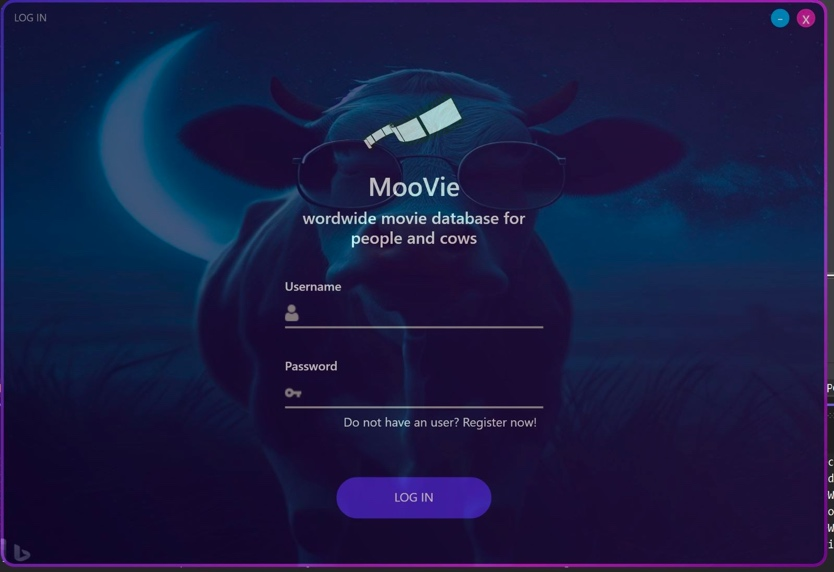 LOG IN
-
X
MooVie
wordwide movie database for
people and cows
Username
Password
Do not have an user? Register now!
LOG IN